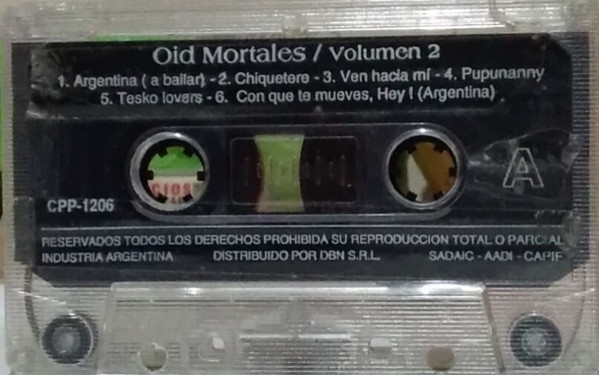 Oid Mortales / Volumen 2
1. Argentina ( a bailar) - 2. Chiquetere - 3. Ven hacia mí - 4. Pupunanny
5. Tesko lovers - 6. Con que te mueves, Hey ! (Argentina)
A
CPP-1206
RESERVADOS TODOS LOS DERECHOS PROHIBIDA SU REPRODUCCION TOTAL O PARCIAL
INDUSTRIA ARGENTINA DISTRIBUIDO POR DBN S.R.L. SADAIC - AADI - CAPIF